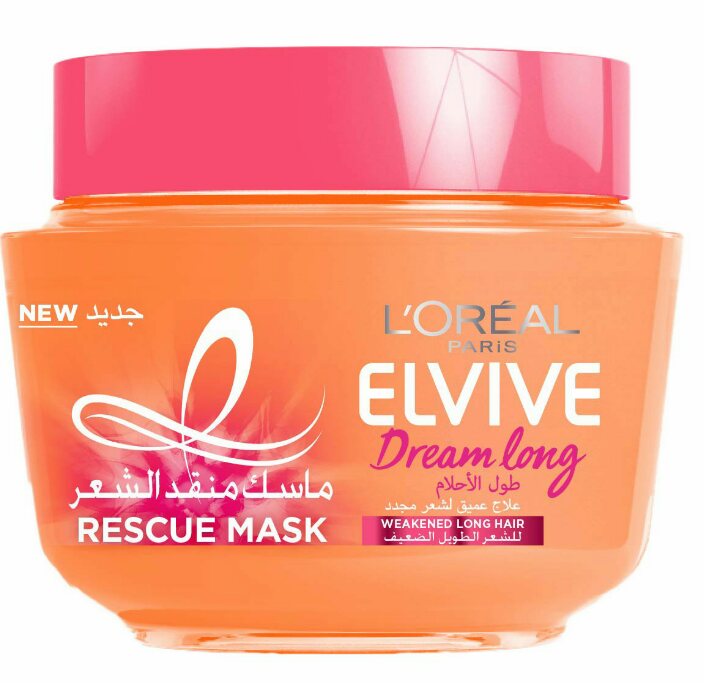 NEW جديد
L'ORÉAL
PARIS
ELVIVE
Dream long
طول الأحلام
علاج عميق لشعر مجدد
WEAKENED LONG HAIR
للشعر الطويل الضعيف
ماسك منقد الشعر
RESCUE MASK